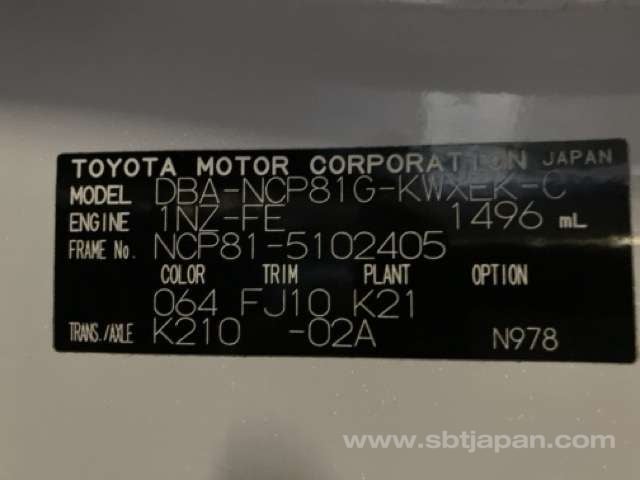 TOYOTA MOTOR CORPORATION JAPAN
MODEL DBA-NCP81G-KWXEK-C
ENGINE 1NZ-FE 1496 mL
FRAME No. NCP81-5102405
COLOR TRIM PLANT OPTION
064 FJ10 K21
TRANS./AXLE K210 -02A N978
www.sbtjapan.com